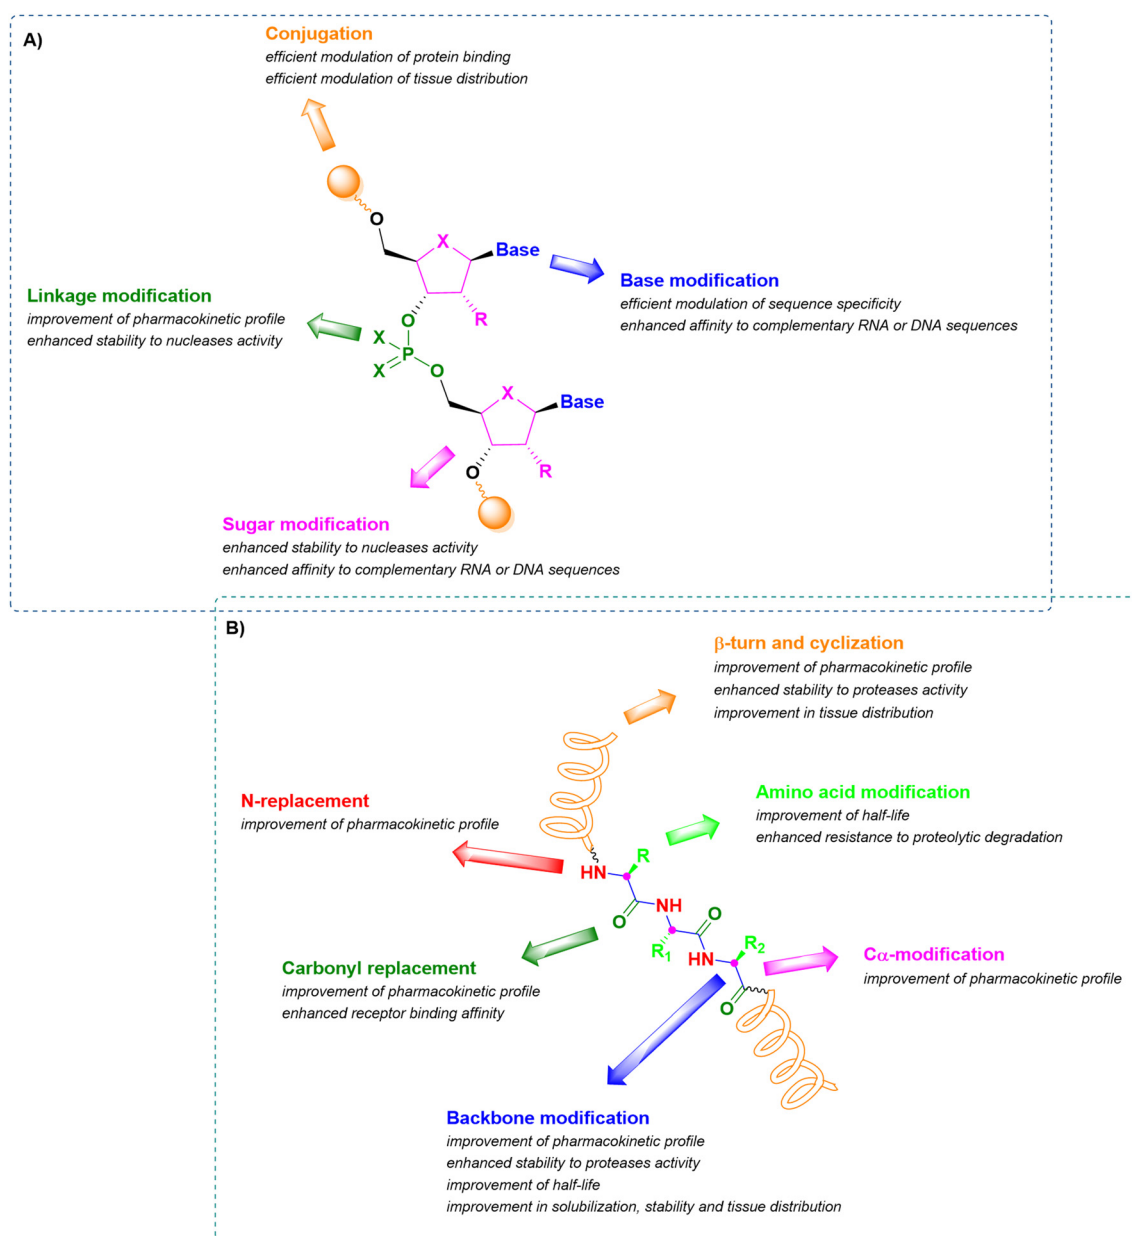 A)
Conjugation
efficient modulation of protein binding
efficient modulation of tissue distribution
O
X
Base
Base modification
efficient modulation of sequence specificity
enhanced affinity to complementary RNA or DNA sequences
Linkage modification
improvement of pharmacokinetic profile
enhanced stability to nucleases activity
R
O
X
P
X
O
X
Base
R
O
Sugar modification
enhanced stability to nucleases activity
enhanced affinity to complementary RNA or DNA sequences
B)
β-turn and cyclization
improvement of pharmacokinetic profile
enhanced stability to proteases activity
improvement in tissue distribution
N-replacement
improvement of pharmacokinetic profile
Amino acid modification
improvement of half-life
enhanced resistance to proteolytic degradation
R
HN
O
NH
O
R1
HN
R2
O
Carbonyl replacement
improvement of pharmacokinetic profile
enhanced receptor binding affinity
Cα-modification
improvement of pharmacokinetic profile
Backbone modification
improvement of pharmacokinetic profile
enhanced stability to proteases activity
improvement of half-life
improvement in solubilization, stability and tissue distribution